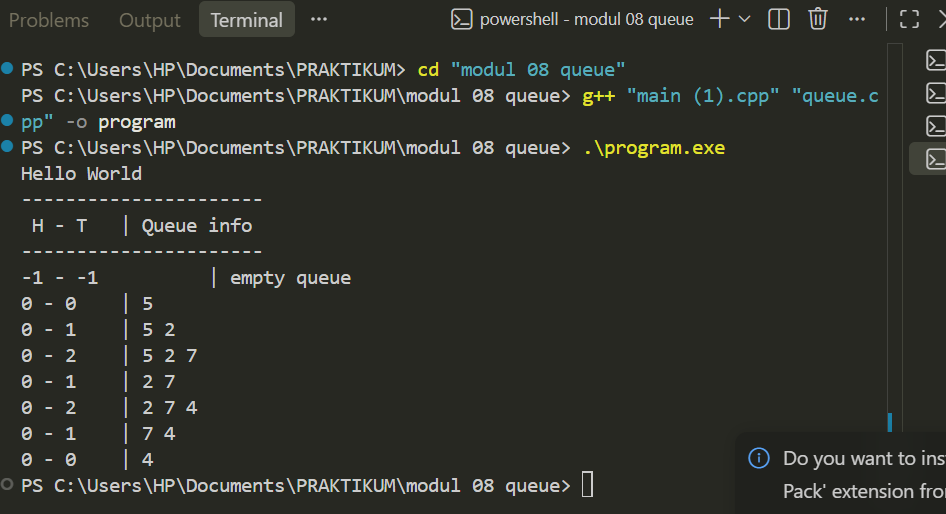 Problems Output Terminal ··· powershell - modul 08 queue
PS C:\Users\HP\Documents\PRAKTIKUM> cd "modul 08 queue"
PS C:\Users\HP\Documents\PRAKTIKUM\modul 08 queue> g++ "main (1).cpp" "queue.c
pp" -o program
PS C:\Users\HP\Documents\PRAKTIKUM\modul 08 queue> .\program.exe
Hello World
----------------------
 H - T   | Queue info
----------------------
-1 - -1          | empty queue
0 - 0    | 5
0 - 1    | 5 2
0 - 2    | 5 2 7
0 - 1    | 2 7
0 - 2    | 2 7 4
0 - 1    | 7 4
0 - 0    | 4
PS C:\Users\HP\Documents\PRAKTIKUM\modul 08 queue>
Do you want to ins
Pack' extension fro